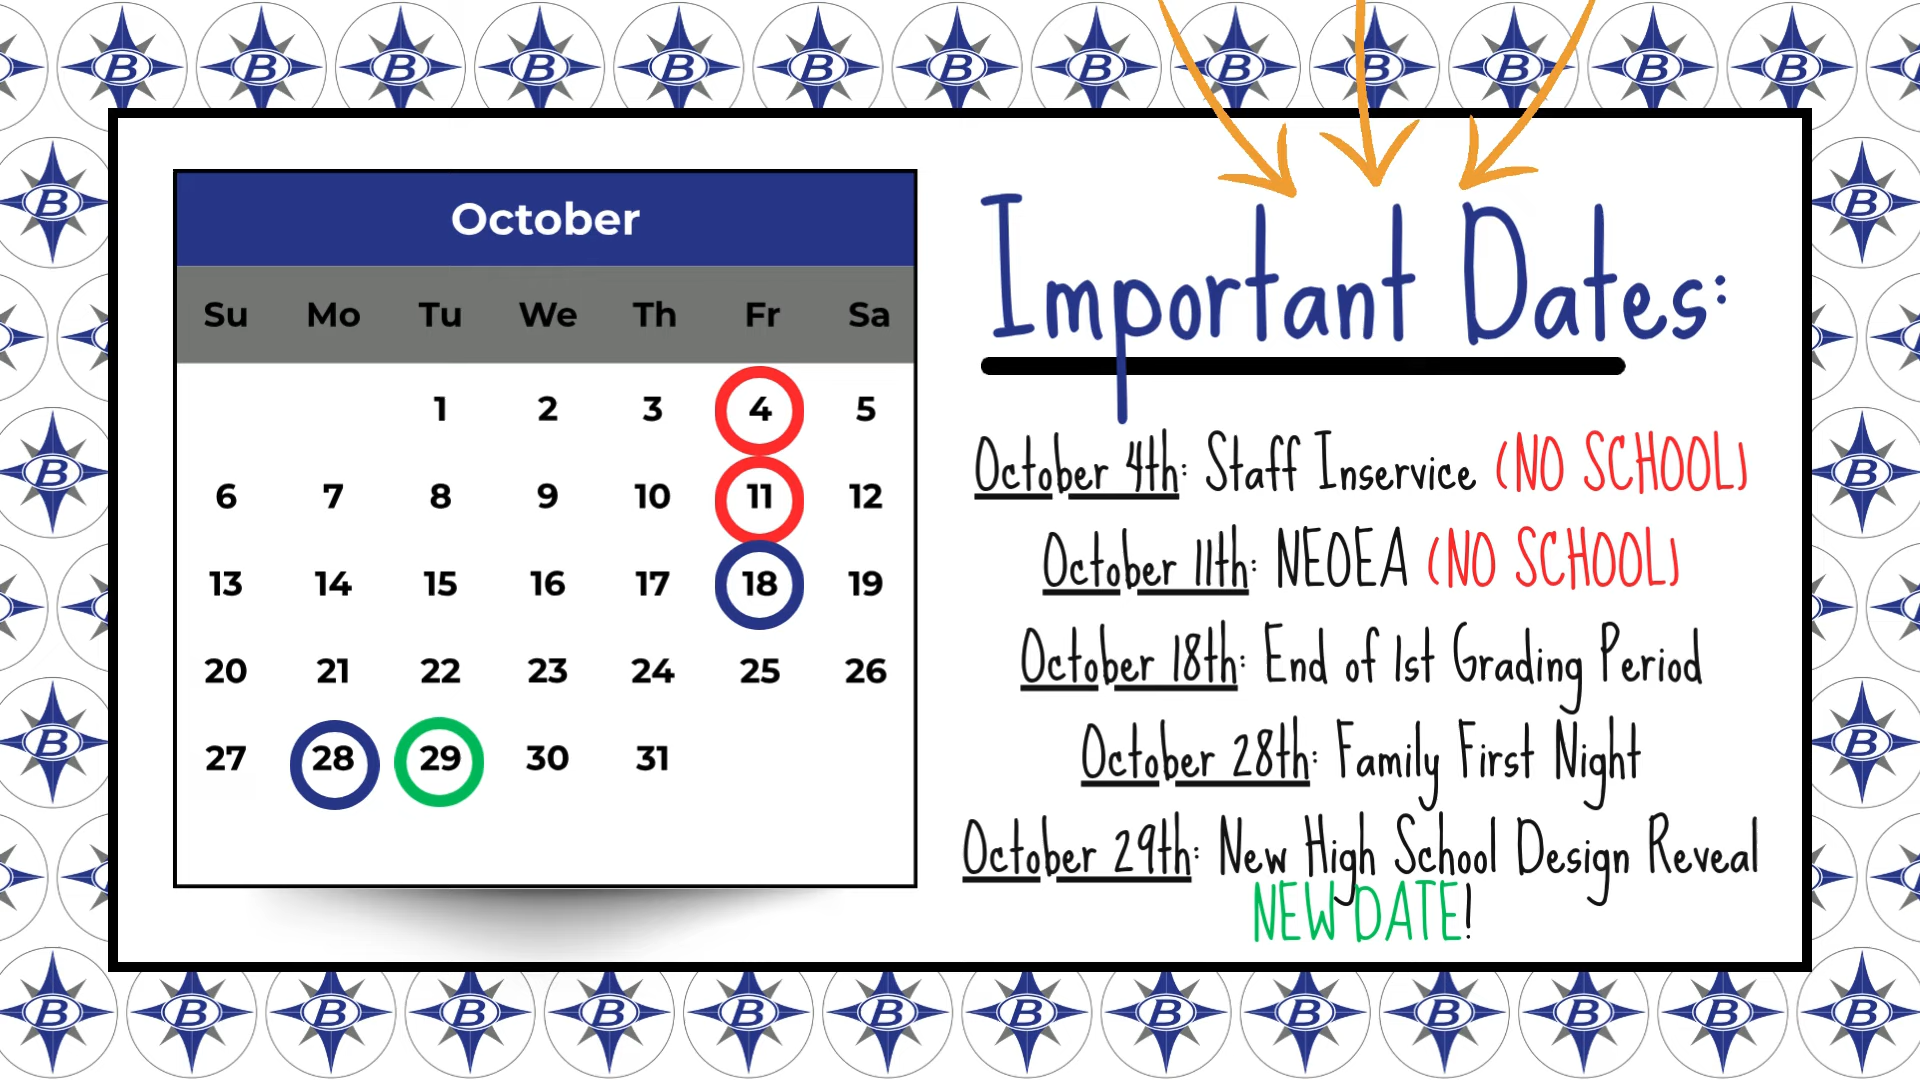 October
Su Mo Tu We Th Fr Sa
1 2 3 4 5
6 7 8 9 10 11 12
13 14 15 16 17 18 19
20 21 22 23 24 25 26
27 28 29 30 31
Important Dates:
October 4th: Staff Inservice (NO SCHOOL)
October 11th: NEOEA (NO SCHOOL)
October 18th: End of 1st Grading Period
October 28th: Family First Night
October 29th: New High School Design Reveal
NEW DATE!